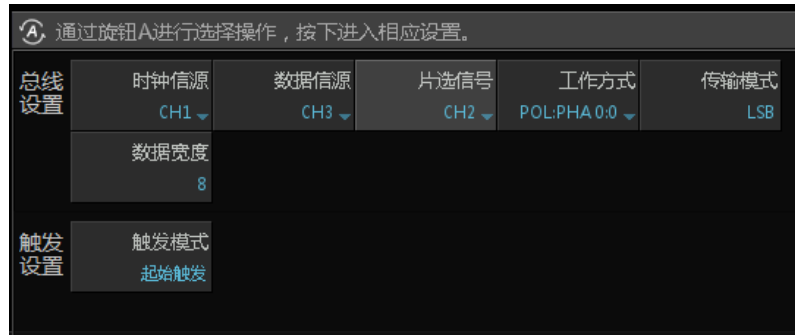 A 通过旋钮A进行选择操作，按下进入相应设置。
总线
设置
时钟信源
CH1
数据信源
CH3
片选信号
CH2
工作方式
POL:PHA 0:0
传输模式
LSB
数据宽度
8
触发
设置
触发模式
起始触发